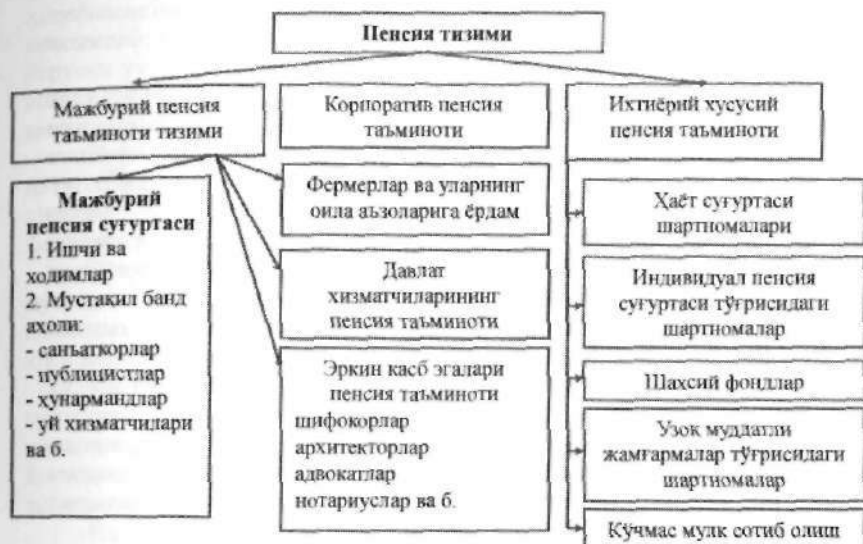 Пенсия тизими
Мажбурий пенсия
таъминоти тизими
Корпоратив пенсия
таъминоти
Ихтиёрий хусусий
пенсия таъминоти
Мажбурий
пенсия суғуртаси
1. Ишчи ва
ходимлар
2. Мустақил банд
аҳоли:
- санъаткорлар
- публицистлар
- ҳунармандлар
- уй хизматчилари
ва б.
Фермерлар ва уларнинг
оила аъзоларига ёрдам
Давлат
хизматчиларининг
пенсия таъминоти
Эркин касб эгалари
пенсия таъминоти
шифокорлар
архитекторлар
адвокатлар
нотариуслар ва б.
Ҳаёт суғуртаси
шартномалари
Индивидуал пенсия
суғуртаси тўғрисидаги
шартномалар
Шахсий фондлар
Узоқ муддатли
жамғармалар тўғрисидаги
шартномалар
Кўчмас мулк сотиб олиш